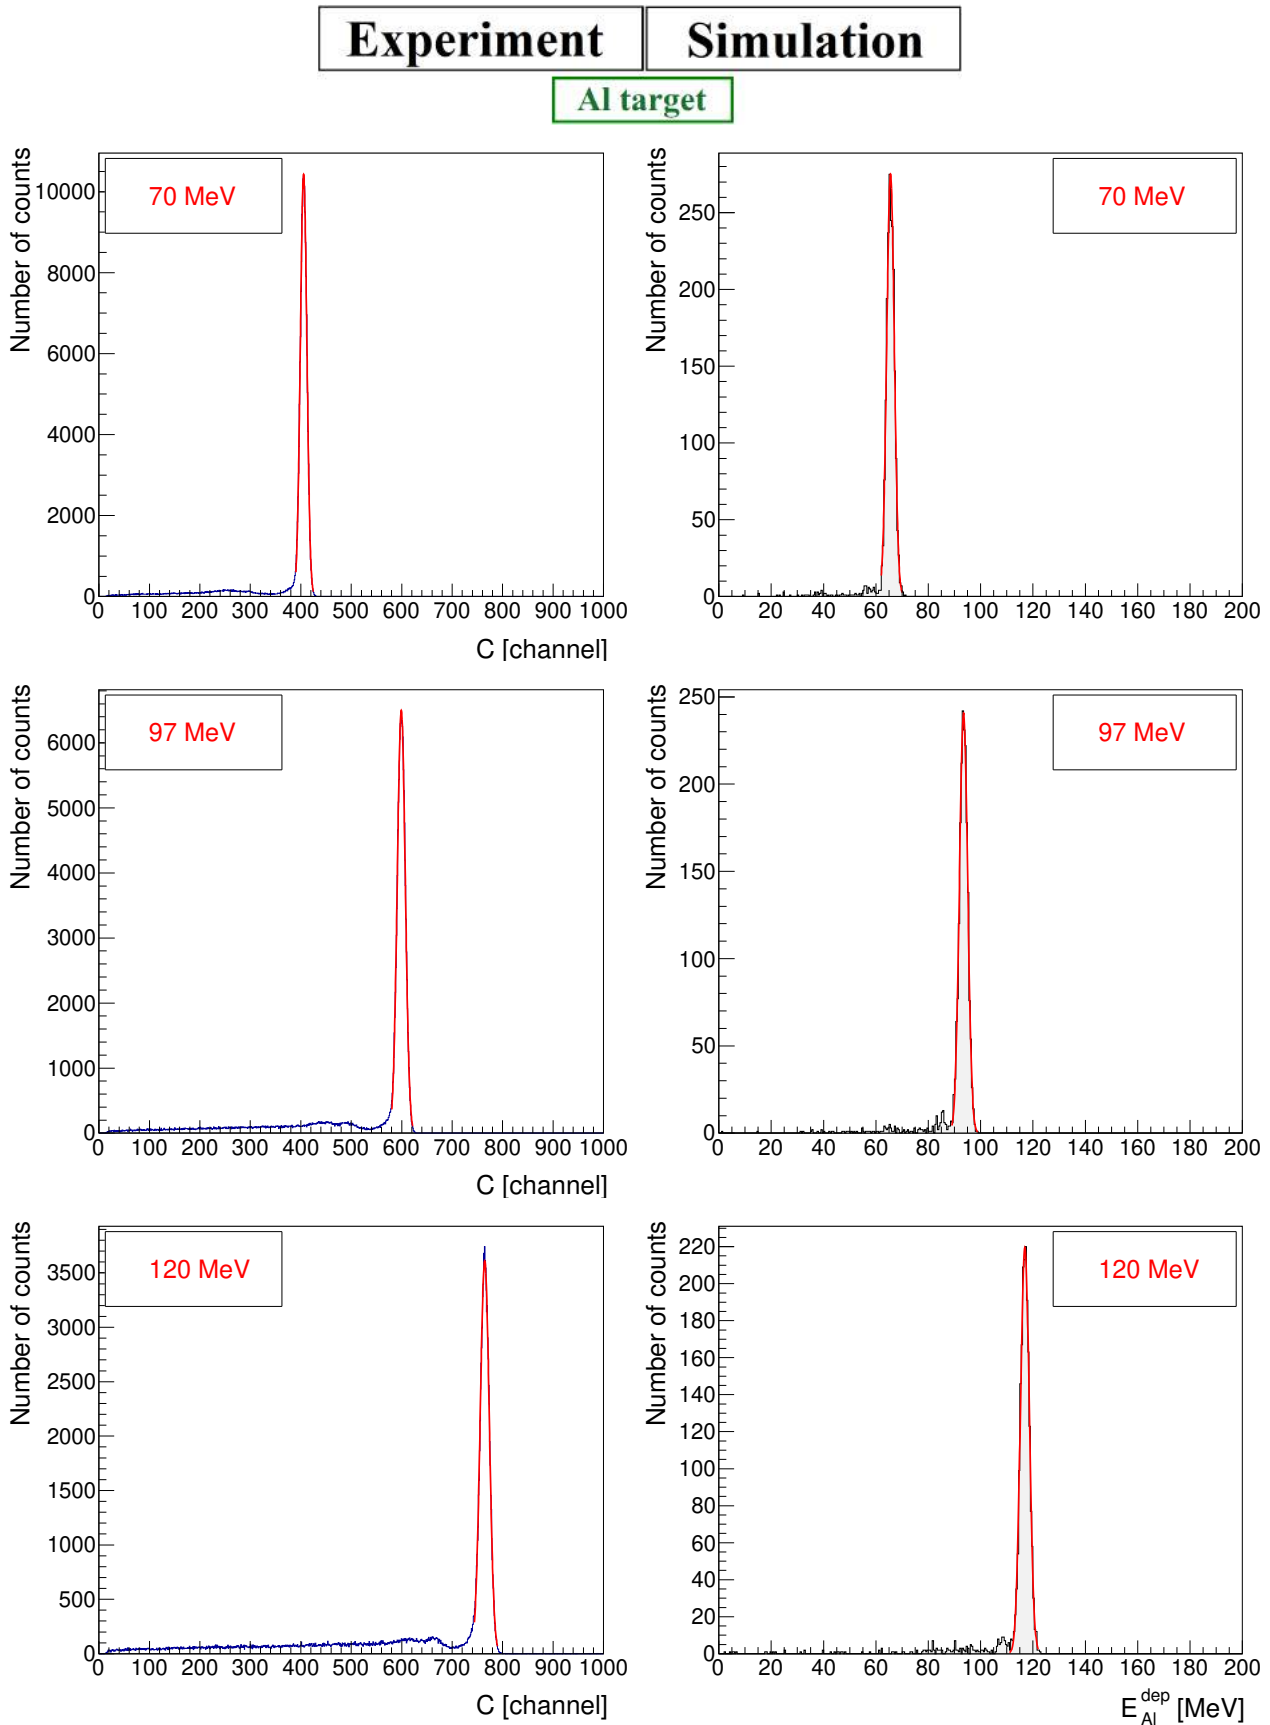 Experiment Simulation
Al target
Number of counts
10000
8000
6000
4000
2000
0
0 100 200 300 400 500 600 700 800 900 1000
C [channel]
70 MeV
Number of counts
250
200
150
100
50
0
0 20 40 60 80 100 120 140 160 180 200
70 MeV
Number of counts
6000
5000
4000
3000
2000
1000
0
0 100 200 300 400 500 600 700 800 900 1000
C [channel]
97 MeV
Number of counts
250
200
150
100
50
0
0 20 40 60 80 100 120 140 160 180 200
97 MeV
Number of counts
3500
3000
2500
2000
1500
1000
500
0
0 100 200 300 400 500 600 700 800 900 1000
C [channel]
120 MeV
Number of counts
220
200
180
160
140
120
100
80
60
40
20
0
0 20 40 60 80 100 120 140 160 180 200
E_Al^dep [MeV]
120 MeV